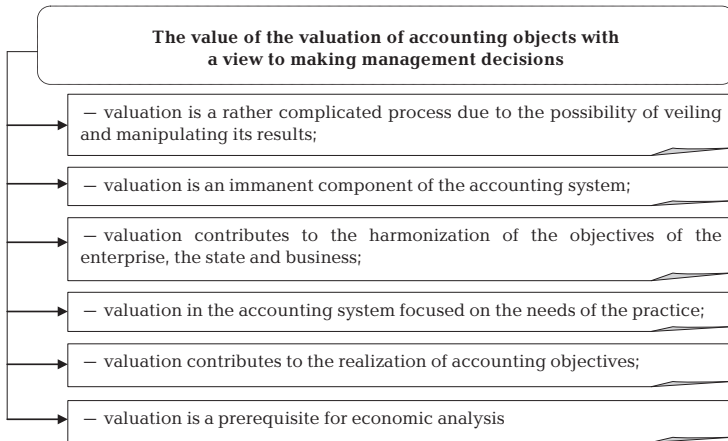 The value of the valuation of accounting objects with
a view to making management decisions
— valuation is a rather complicated process due to the possibility of veiling
and manipulating its results;
— valuation is an immanent component of the accounting system;
— valuation contributes to the harmonization of the objectives of the
enterprise, the state and business;
— valuation in the accounting system focused on the needs of the practice;
— valuation contributes to the realization of accounting objectives;
— valuation is a prerequisite for economic analysis